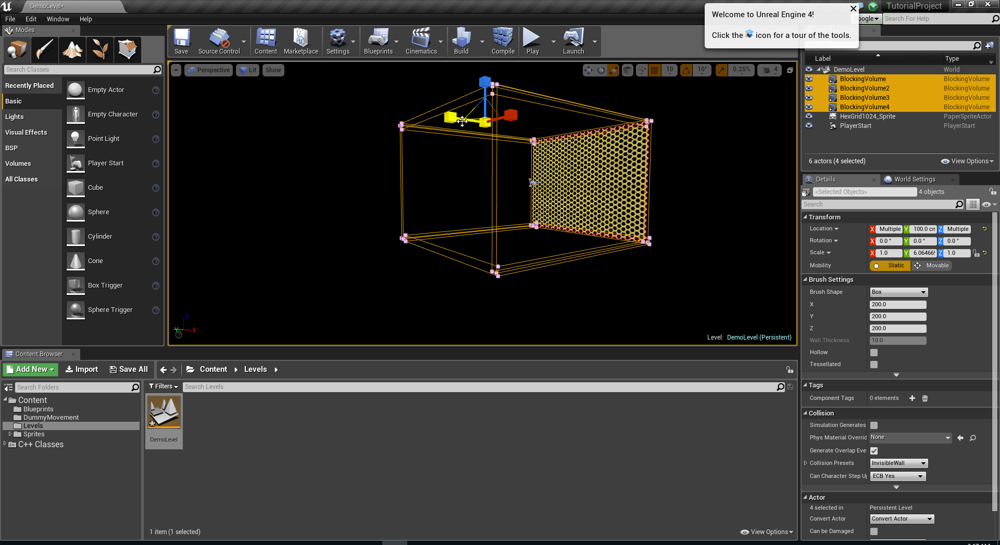 DemoLevel*
TutorialProject
File Edit Window Help
Google
Search For Help
Welcome to Unreal Engine 4!
Click the icon for a tour of the tools.
Modes
Save
Source Control
Content
Marketplace
Settings
Blueprints
Cinematics
Build
Compile
Play
Launch
Search Classes
Recently Placed
Basic
Lights
Visual Effects
BSP
Volumes
All Classes
Empty Actor
Empty Character
Point Light
Player Start
Cube
Sphere
Cylinder
Cone
Box Trigger
Sphere Trigger
Perspective
Lit
Show
10
10°
0.25%
4
Z
Y
X
Level: DemoLevel (Persistent)
Label Type
DemoLevel World
BlockingVolume BlockingVolume
BlockingVolume2 BlockingVolume
BlockingVolume3 BlockingVolume
BlockingVolume4 BlockingVolume
HexGrid1024_Sprite PaperSpriteActor
PlayerStart PlayerStart
6 actors (4 selected)
View Options
Details
World Settings
<Selected Objects>
4 objects
Search
Transform
Location X Multiple Y 100.0 cm Z Multiple
Rotation X 0.0 ° Y 0.0 ° Z 0.0 °
Scale X 1.0 Y 6.06466 Z 1.0
Mobility Static Movable
Brush Settings
Brush Shape Box
X 200.0
Y 200.0
Z 200.0
Wall Thickness 10.0
Hollow
Tessellated
Tags
Component Tags 0 elements
Collision
Simulation Generates
Phys Material Overrid None
Generate Overlap Eve
Collision Presets InvisibleWall
Can Character Step Up ECB Yes
Actor
4 selected in Persistent Level
Convert Actor Convert Actor
Can be Damaged
Content Browser
Add New
Import
Save All
Content
Levels
Search Folders
Content
Blueprints
DummyMovement
Levels
Sprites
C++ Classes
Filters
Search Levels
DemoLevel
1 item (1 selected)
View Options